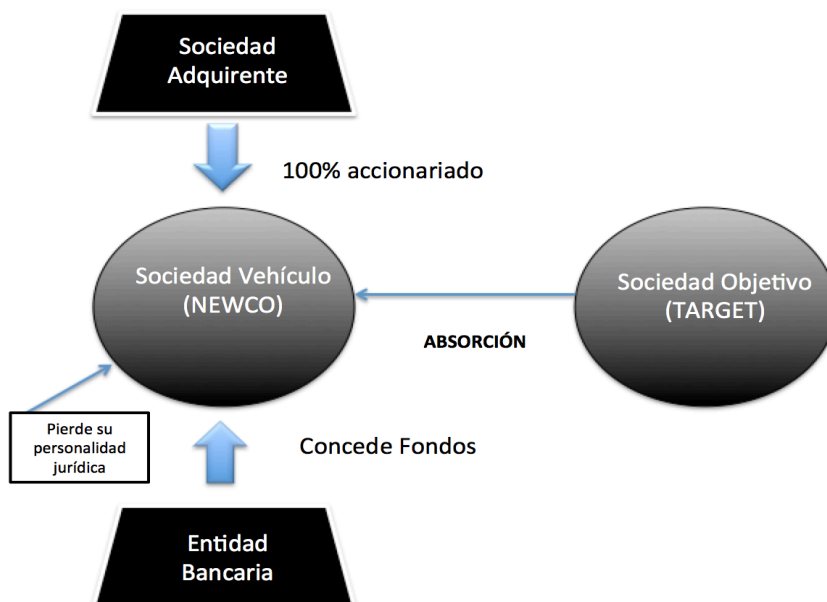 Sociedad
Adquirente
100% accionariado
Sociedad Vehículo
(NEWCO)
Sociedad Objetivo
(TARGET)
ABSORCIÓN
Pierde su
personalidad
jurídica
Concede Fondos
Entidad
Bancaria